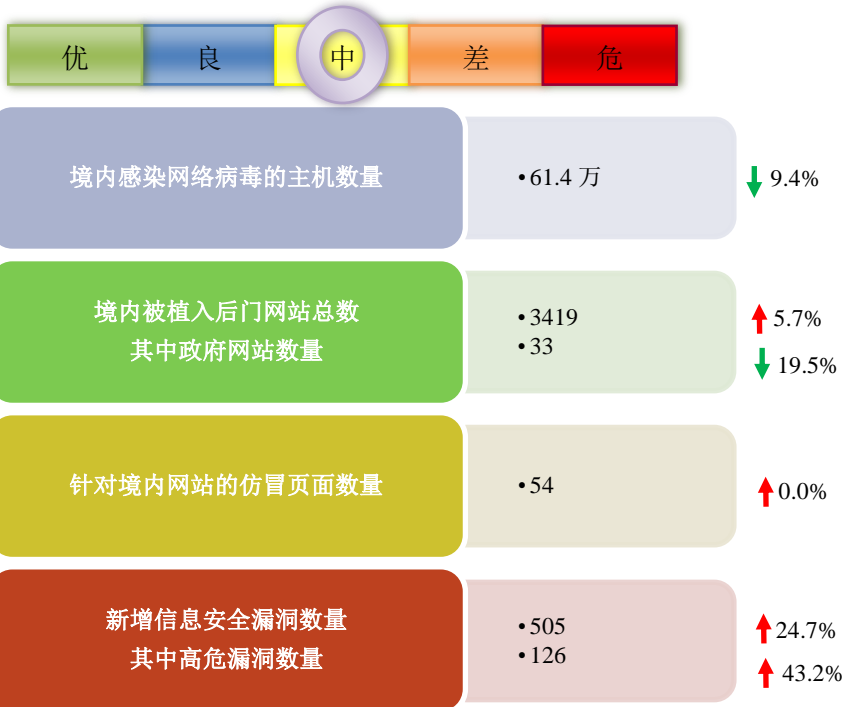 优 良 中 差 危
境内感染网络病毒的主机数量
•61.4 万
9.4%
境内被植入后门网站总数
其中政府网站数量
•3419
•33
5.7%
19.5%
针对境内网站的仿冒页面数量
•54
0.0%
新增信息安全漏洞数量
其中高危漏洞数量
•505
•126
24.7%
43.2%